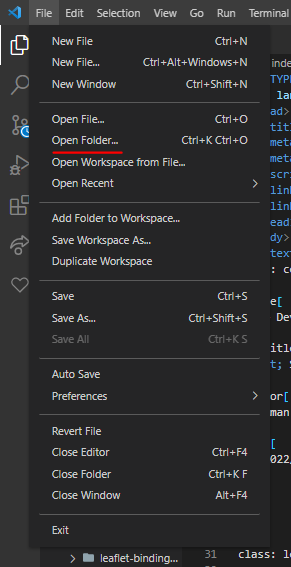 File Edit Selection View Go Run Terminal
New File Ctrl+N
New File... Ctrl+Alt+Windows+N
New Window Ctrl+Shift+N
Open File... Ctrl+O
Open Folder... Ctrl+K Ctrl+O
Open Workspace from File...
Open Recent
Add Folder to Workspace...
Save Workspace As...
Duplicate Workspace
Save Ctrl+S
Save As... Ctrl+Shift+S
Save All Ctrl+K S
Auto Save
Preferences
Revert File
Close Editor Ctrl+F4
Close Folder Ctrl+K F
Close Window Alt+F4
Exit
leaflet-binding...
inde
TYP
lar
ad>
tit
meta
meta
scr
link
link
ead
dy>
text
: co
e[
Dev
itle
t; S
or[
man
[
022,
31 class: le